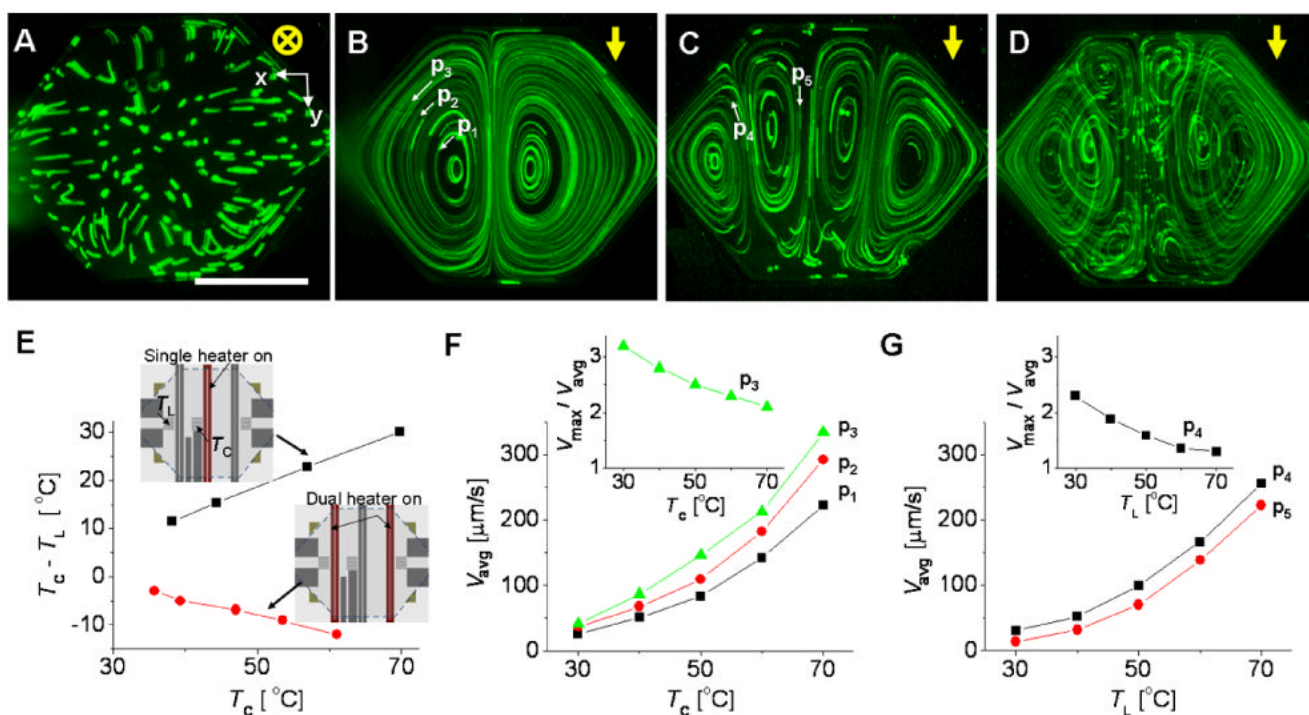 A
x
y
B
p3
p2
p1
C
p5
p4
D
E
Single heater on
TL
TC
Dual heater on
TC - TL [°C]
30
20
10
0
-10
30 50 70
TC [°C]
F
Vmax / Vavg
3
2
1
p3
30 50 70
TC [°C]
Vavg [µm/s]
300
200
100
0
p3
p2
p1
30 40 50 60 70
TC [°C]
G
Vmax / Vavg
3
2
1
p4
30 50 70
TL [°C]
Vavg [µm/s]
300
200
100
0
p4
p5
30 40 50 60 70
TL [°C]